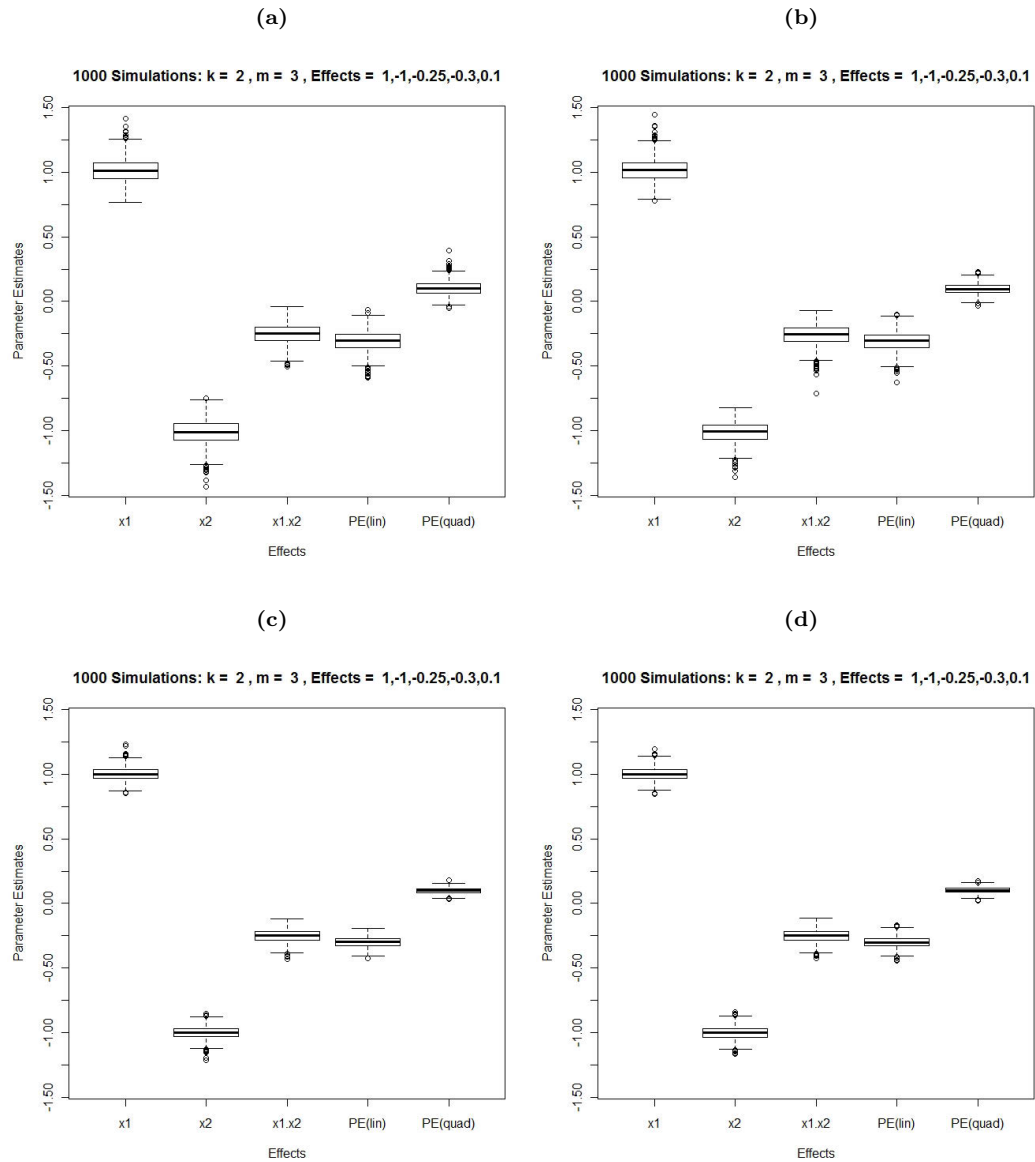 (a)
1000 Simulations: k = 2 , m = 3 , Effects = 1,-1,-0.25,-0.3,0.1
Parameter Estimates
1.50
1.00
0.50
0.00
-0.50
-1.00
-1.50
x1 x2 x1.x2 PE(lin) PE(quad)
Effects
(b)
1000 Simulations: k = 2 , m = 3 , Effects = 1,-1,-0.25,-0.3,0.1
Parameter Estimates
1.50
1.00
0.50
0.00
-0.50
-1.00
-1.50
x1 x2 x1.x2 PE(lin) PE(quad)
Effects
(c)
1000 Simulations: k = 2 , m = 3 , Effects = 1,-1,-0.25,-0.3,0.1
Parameter Estimates
1.50
1.00
0.50
0.00
-0.50
-1.00
-1.50
x1 x2 x1.x2 PE(lin) PE(quad)
Effects
(d)
1000 Simulations: k = 2 , m = 3 , Effects = 1,-1,-0.25,-0.3,0.1
Parameter Estimates
1.50
1.00
0.50
0.00
-0.50
-1.00
-1.50
x1 x2 x1.x2 PE(lin) PE(quad)
Effects